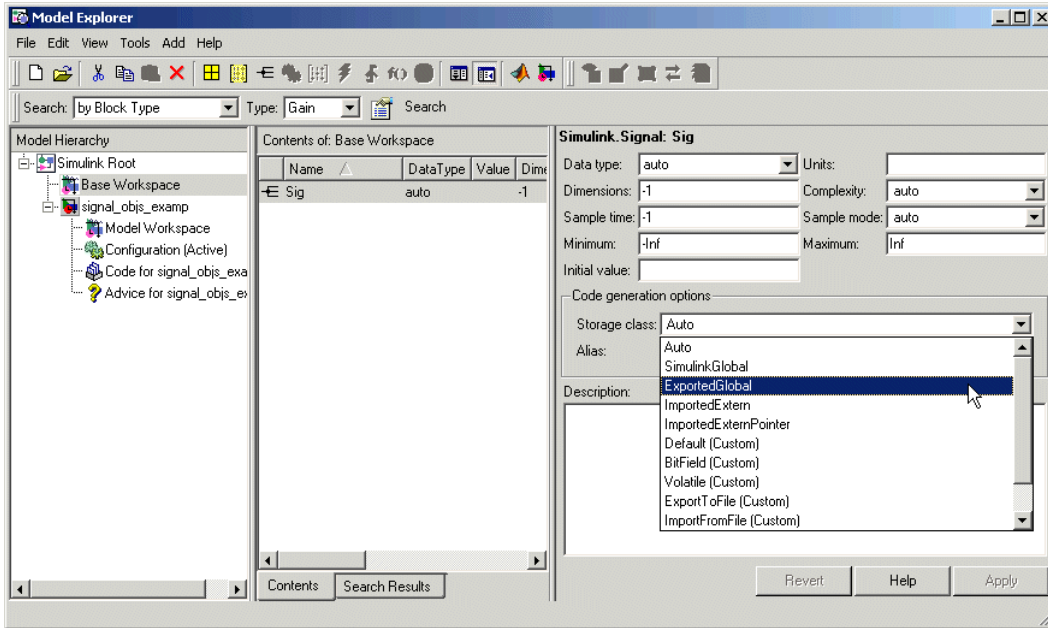 Model Explorer
File Edit View Tools Add Help
Search: by Block Type Type: Gain Search
Model Hierarchy
Simulink Root
Base Workspace
signal_objs_examp
Model Workspace
Configuration (Active)
Code for signal_objs_exa
Advice for signal_objs_e
Contents of: Base Workspace
Name DataType Value Dime
Sig auto -1
Contents Search Results
Simulink.Signal: Sig
Data type: auto Units:
Dimensions: -1 Complexity: auto
Sample time: -1 Sample mode: auto
Minimum: -Inf Maximum: Inf
Initial value:
Code generation options
Storage class: Auto
Alias:
Auto
SimulinkGlobal
ExportedGlobal
ImportedExtern
ImportedExternPointer
Default (Custom)
BitField (Custom)
Volatile (Custom)
ExportToFile (Custom)
ImportFromFile (Custom)
Description:
Revert Help Apply